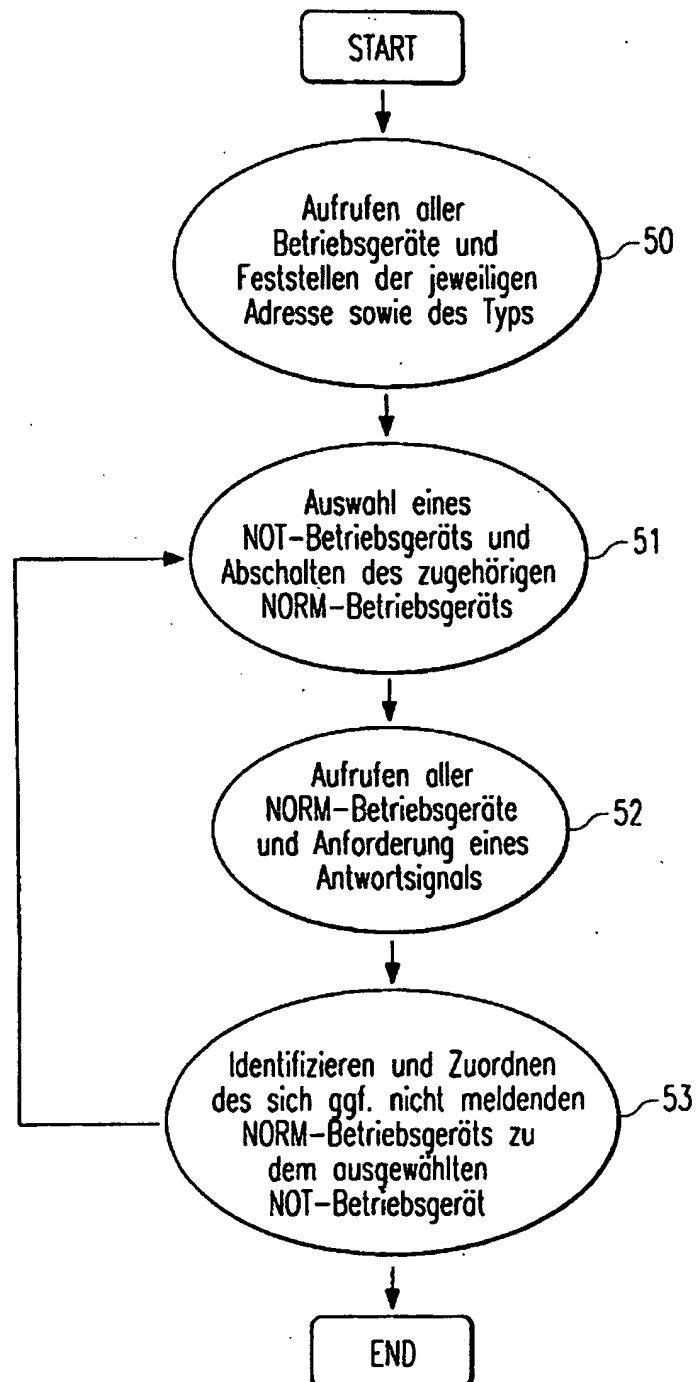 START
Aufrufen aller
Betriebsgeräte und
Feststellen der jeweiligen
Adresse sowie des Typs
50
Auswahl eines
NOT-Betriebsgeräts und
Abschalten des zugehörigen
NORM-Betriebsgeräts
51
Aufrufen aller
NORM-Betriebsgeräte
und Anforderung eines
Antwortsignals
52
Identifizieren und Zuordnen
des sich ggf. nicht meldenden
NORM-Betriebsgeräts zu
dem ausgewählten
NOT-Betriebsgerät
53
END